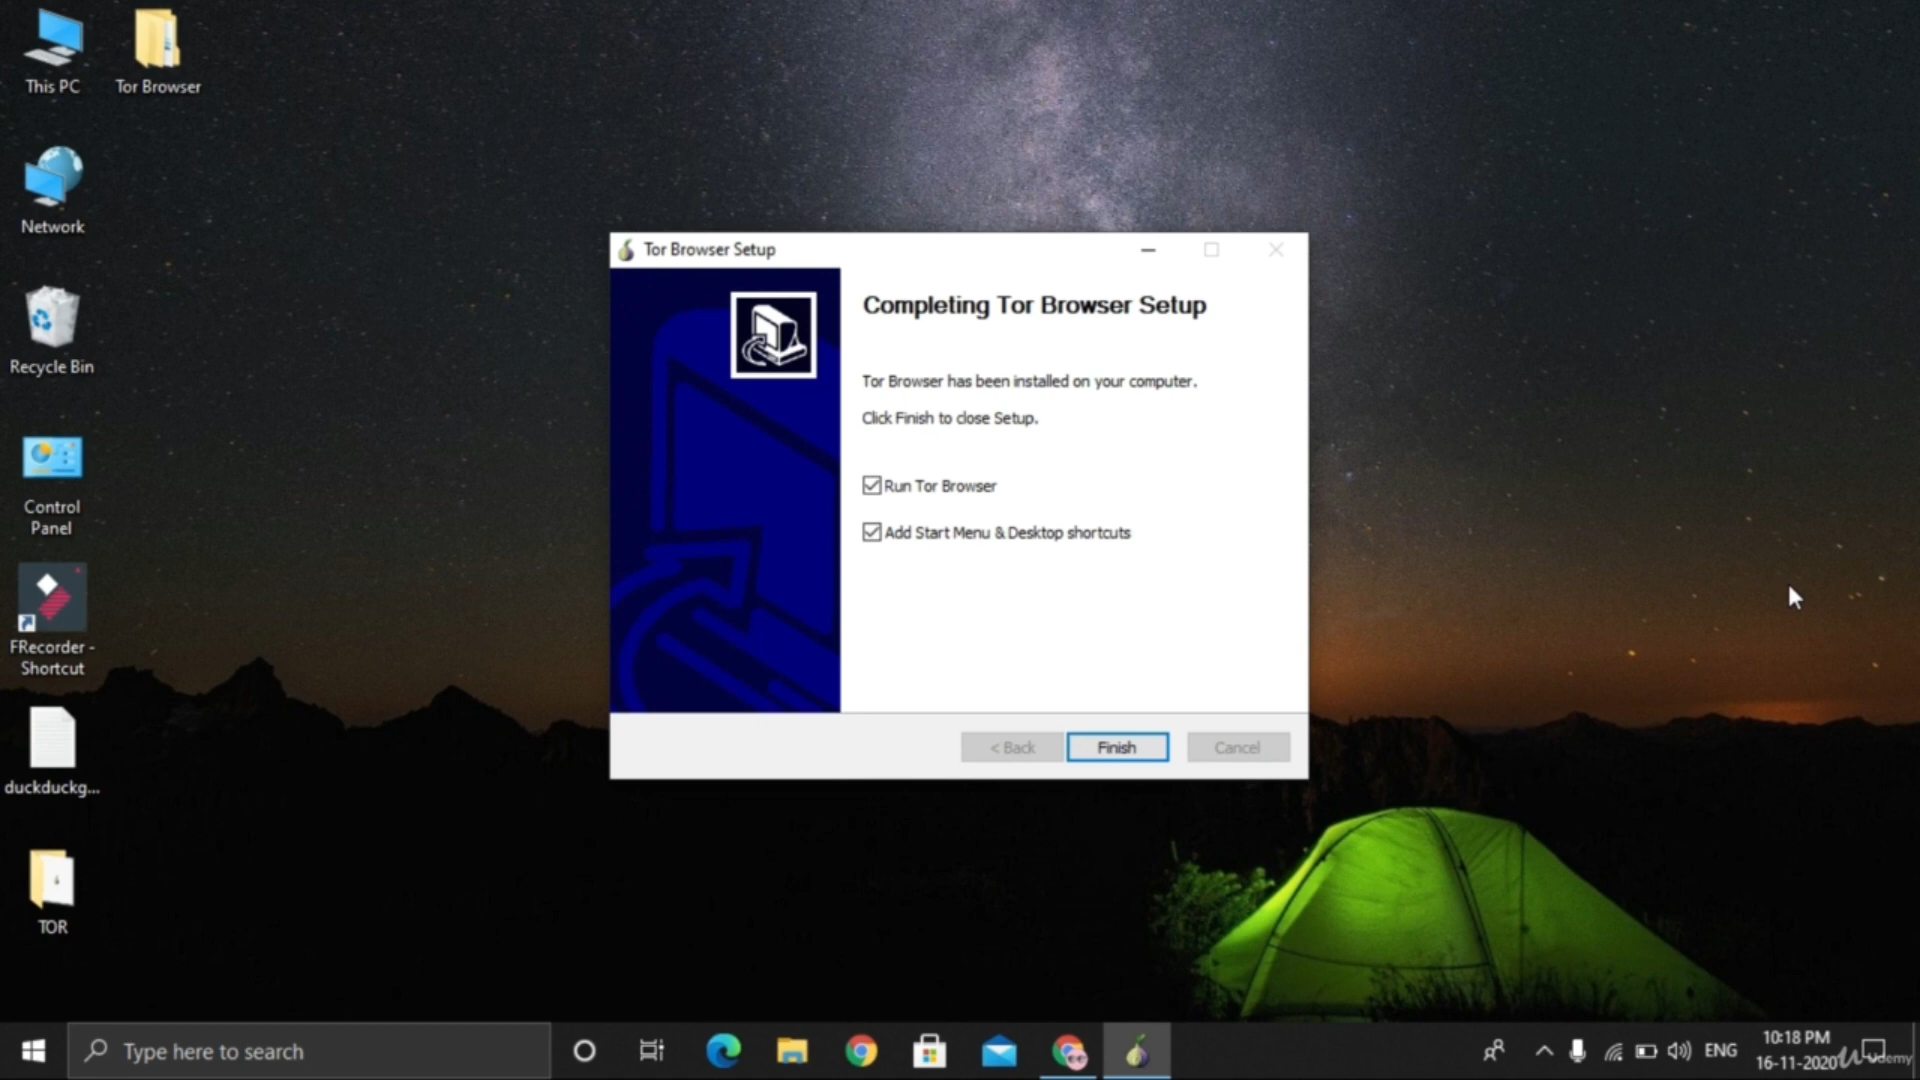 This PC
Tor Browser
Network
Recycle Bin
Control
Panel
FRecorder -
Shortcut
duckduckg...
TOR
Tor Browser Setup
Completing Tor Browser Setup
Tor Browser has been installed on your computer.
Click Finish to close Setup.
Run Tor Browser
Add Start Menu & Desktop shortcuts
< Back
Finish
Cancel
Type here to search
ENG
10:18 PM
16-11-2020
Udemy